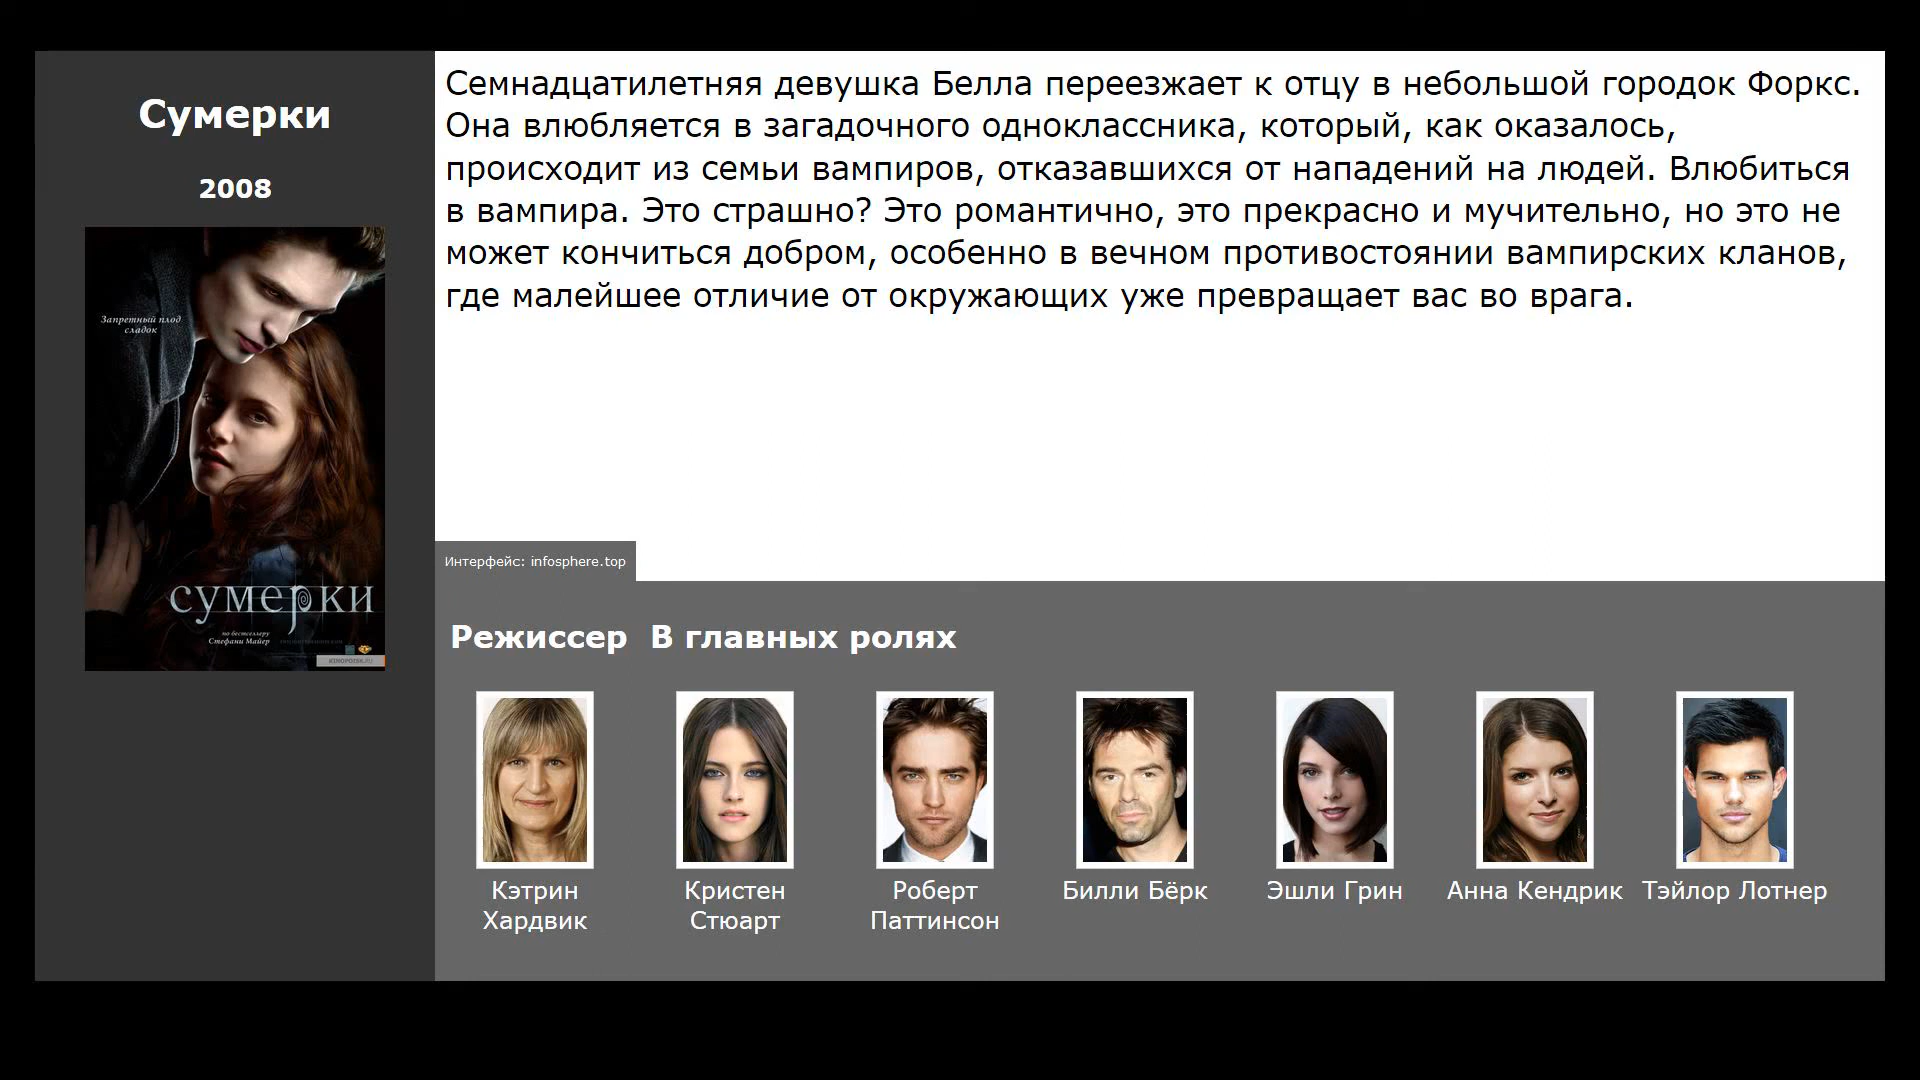 Сумерки
2008
Запретный плод
сладок
сумерки
по бестселлеру
Стефани Майер
KINOPOISK.RU
Семнадцатилетняя девушка Белла переезжает к отцу в небольшой городок Форкс.
Она влюбляется в загадочного одноклассника, который, как оказалось,
происходит из семьи вампиров, отказавшихся от нападений на людей. Влюбиться
в вампира. Это страшно? Это романтично, это прекрасно и мучительно, но это не
может кончиться добром, особенно в вечном противостоянии вампирских кланов,
где малейшее отличие от окружающих уже превращает вас во врага.
Интерфейс: infosphere.top
Режиссер В главных ролях
Кэтрин
Хардвик
Кристен
Стюарт
Роберт
Паттинсон
Билли Бёрк
Эшли Грин
Анна Кендрик
Тэйлор Лотнер